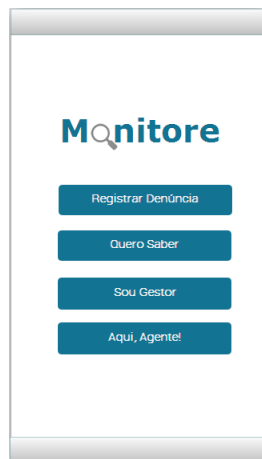 Monitore
Registrar Denúncia
Quero Saber
Sou Gestor
Aqui, Agente!